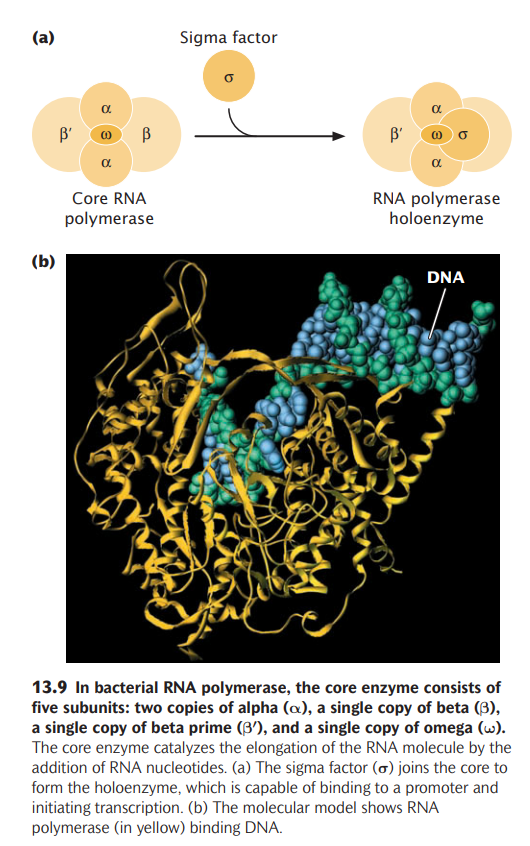 (a)
Sigma factor
σ
α
β′ ω β
α
α
β′ ω σ
α
Core RNA
polymerase
RNA polymerase
holoenzyme
(b)
DNA
13.9 In bacterial RNA polymerase, the core enzyme consists of
five subunits: two copies of alpha (α), a single copy of beta (β),
a single copy of beta prime (β′), and a single copy of omega (ω).
The core enzyme catalyzes the elongation of the RNA molecule by the
addition of RNA nucleotides. (a) The sigma factor (σ) joins the core to
form the holoenzyme, which is capable of binding to a promoter and
initiating transcription. (b) The molecular model shows RNA
polymerase (in yellow) binding DNA.